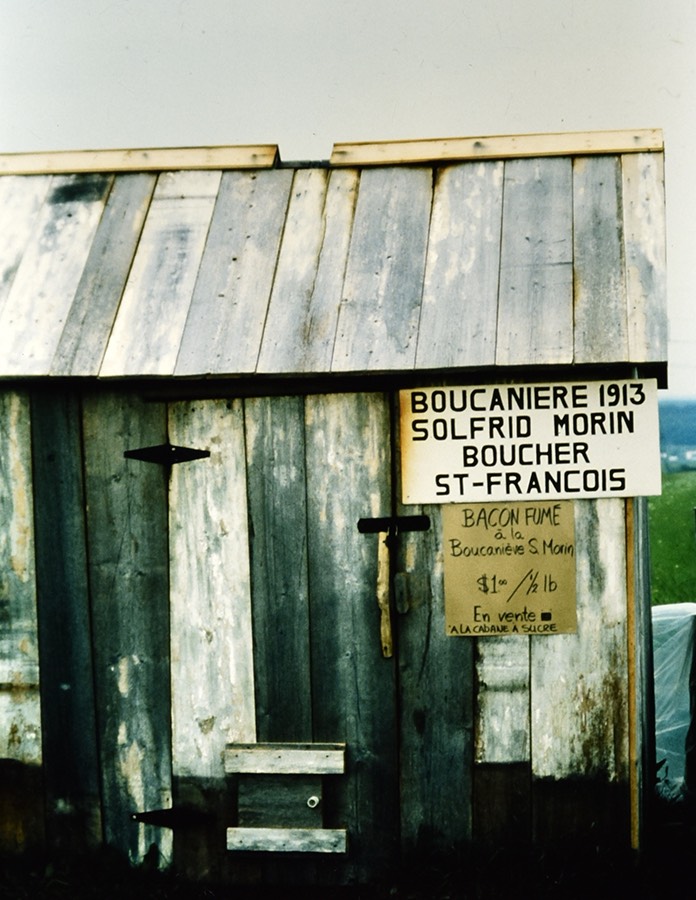 BOUCANIERE 1913
SOLFRID MORIN
BOUCHER
ST-FRANCOIS
BACON FUMÉ
à la
Boucanière S. Morin
$1.00/½ lb
En vente
A LA CABANE À SUCRE